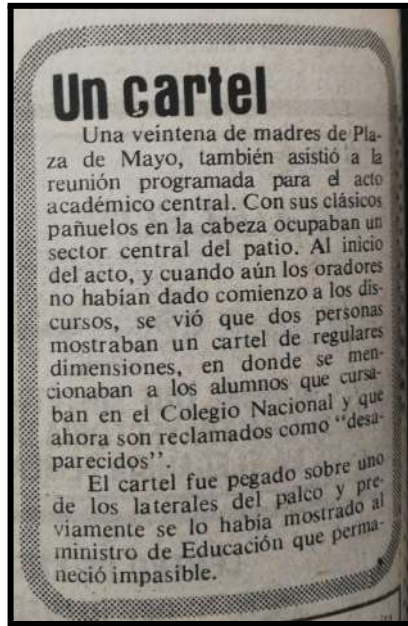 Un cartel
Una veintena de madres de Pla-
za de Mayo, también asistió a la
reunión programada para el acto
académico central. Con sus clásicos
pañuelos en la cabeza ocupaban un
sector central del patio. Al inicio
del acto, y cuando aún los oradores
no habían dado comienzo a los dis-
cursos, se vió que dos personas
mostraban un cartel de regulares
dimensiones, en donde se men-
cionaban a los alumnos que cursa-
ban en el Colegio Nacional y que
ahora son reclamados como "desa-
parecidos".
El cartel fue pegado sobre uno
de los laterales del palco y pre-
viamente se lo había mostrado al
ministro de Educación que perma-
neció impasible.